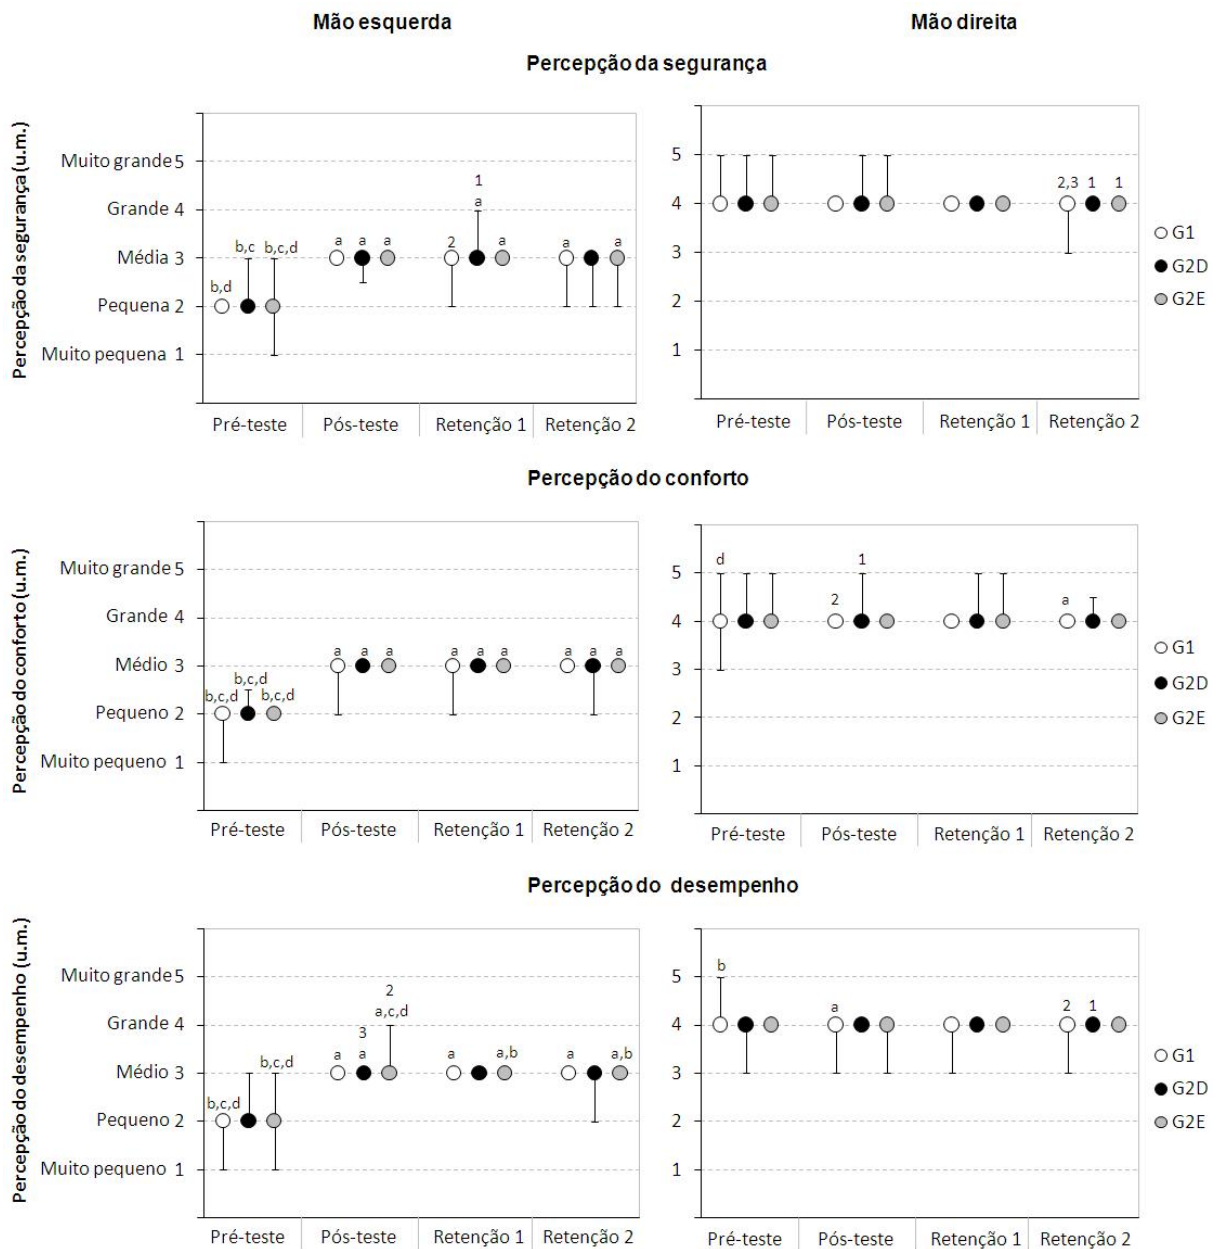 Mão esquerda
Mão direita
Percepção da segurança
Percepção da segurança (u.m.)
Muito grande 5
Grande 4
Média 3
Pequena 2
Muito pequena 1
b,d
b,c
b,c,d
a a a
2
1
a
a
a a
Pré-teste Pós-teste Retenção 1 Retenção 2
5
4
3
2
1
2,3 1 1
Pré-teste Pós-teste Retenção 1 Retenção 2
G1
G2D
G2E
Percepção do conforto
Percepção do conforto (u.m.)
Muito grande 5
Grande 4
Médio 3
Pequeno 2
Muito pequeno 1
b,c,d
b,c,d
b,c,d
a a a
a a a
a a a
Pré-teste Pós-teste Retenção 1 Retenção 2
5
4
3
2
1
d
2
1
a
Pré-teste Pós-teste Retenção 1 Retenção 2
G1
G2D
G2E
Percepção do desempenho
Percepção do desempenho (u.m.)
Muito grande 5
Grande 4
Médio 3
Pequeno 2
Muito pequeno 1
b,c,d
b,c,d
a
3
a
2
a,c,d
a a,b
a a,b
Pré-teste Pós-teste Retenção 1 Retenção 2
5
4
3
2
1
b
a
2 1
Pré-teste Pós-teste Retenção 1 Retenção 2
G1
G2D
G2E